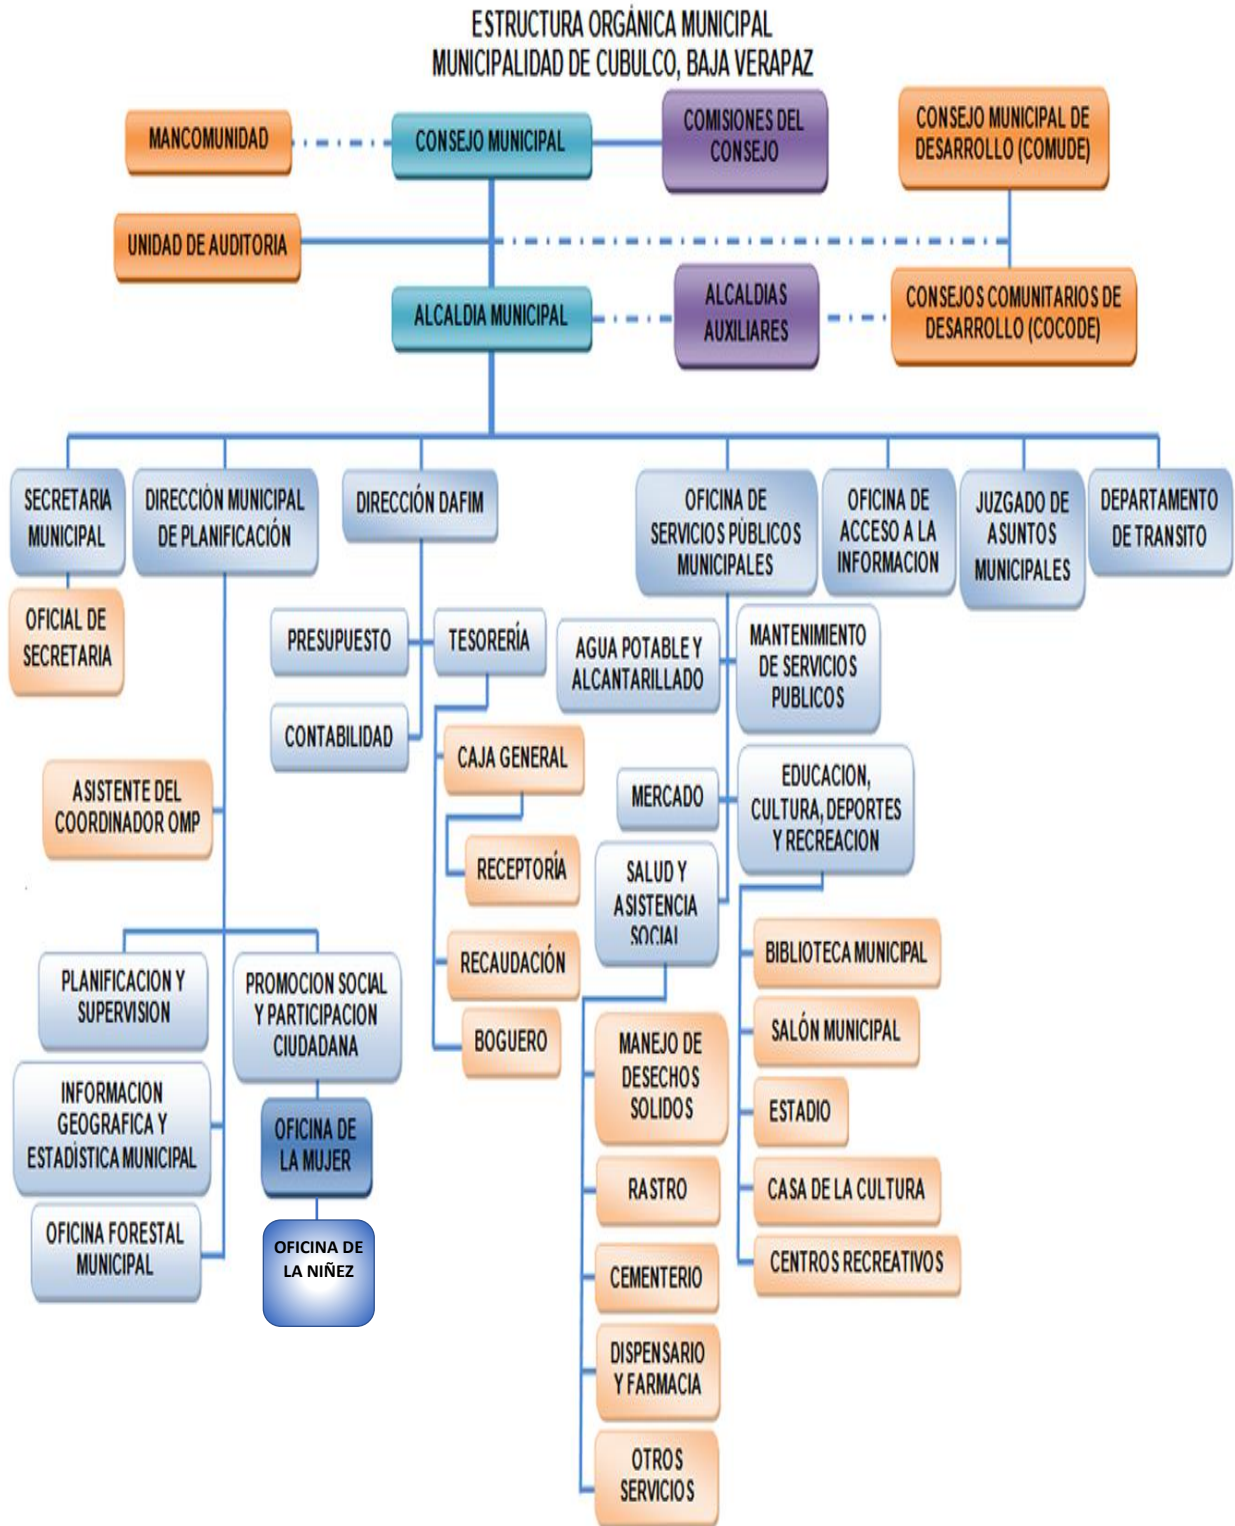 ESTRUCTURA ORGÁNICA MUNICIPAL
MUNICIPALIDAD DE CUBULCO, BAJA VERAPAZ
MANCOMUNIDAD
CONSEJO MUNICIPAL
COMISIONES DEL
CONSEJO
CONSEJO MUNICIPAL DE
DESARROLLO (COMUDE)
UNIDAD DE AUDITORIA
ALCALDIA MUNICIPAL
ALCALDIAS
AUXILIARES
CONSEJOS COMUNITARIOS DE
DESARROLLO (COCODE)
SECRETARIA
MUNICIPAL
DIRECCIÓN MUNICIPAL
DE PLANIFICACIÓN
DIRECCIÓN DAFIM
OFICINA DE
SERVICIOS PÚBLICOS
MUNICIPALES
OFICINA DE
ACCESO A LA
INFORMACION
JUZGADO DE
ASUNTOS
MUNICIPALES
DEPARTAMENTO
DE TRANSITO
OFICIAL DE
SECRETARIA
PRESUPUESTO
TESORERÍA
AGUA POTABLE Y
ALCANTARILLADO
MANTENIMIENTO
DE SERVICIOS
PUBLICOS
CONTABILIDAD
CAJA GENERAL
ASISTENTE DEL
COORDINADOR OMP
MERCADO
EDUCACION,
CULTURA, DEPORTES
Y RECREACION
RECEPTORÍA
SALUD Y
ASISTENCIA
SOCIAL
PLANIFICACION Y
SUPERVISION
PROMOCION SOCIAL
Y PARTICIPACION
CIUDADANA
RECAUDACIÓN
BIBLIOTECA MUNICIPAL
BOGUERO
MANEJO DE
DESECHOS
SOLIDOS
SALÓN MUNICIPAL
INFORMACION
GEOGRAFICA Y
ESTADÍSTICA MUNICIPAL
OFICINA DE
LA MUJER
ESTADIO
RASTRO
CASA DE LA CULTURA
OFICINA FORESTAL
MUNICIPAL
OFICINA DE
LA NIÑEZ
CEMENTERIO
CENTROS RECREATIVOS
DISPENSARIO
Y FARMACIA
OTROS
SERVICIOS